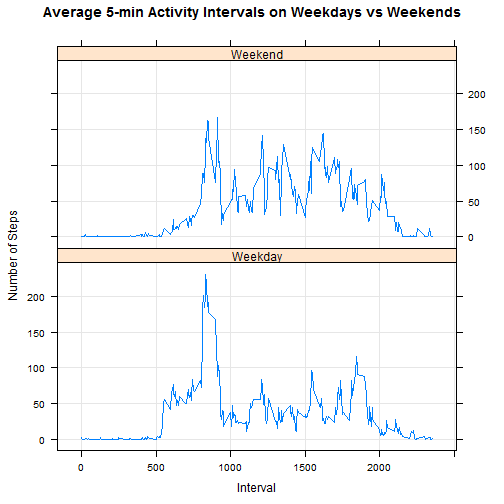 Average 5-min Activity Intervals on Weekdays vs Weekends
Weekend
200
150
100
50
0
Weekday
200
150
100
50
0
Number of Steps
0 500 1000 1500 2000
Interval